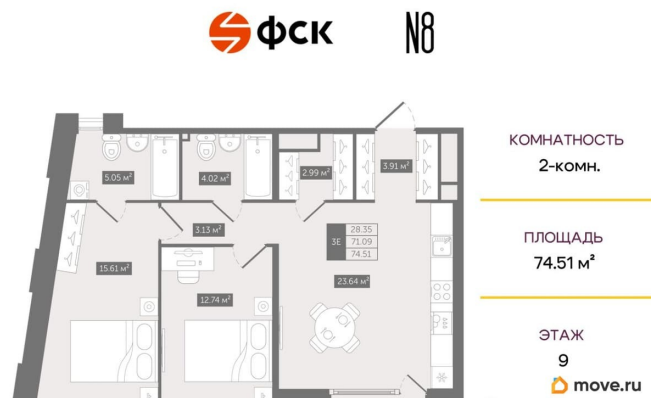 ФСК
N8
КОМНАТНОСТЬ
2-комн.
ПЛОЩАДЬ
74.51 м²
ЭТАЖ
9
5.05 м²
4.02 м²
2.99 м²
3.91 м²
3.13 м²
3Е
28.35
71.09
74.51
15.61 м²
12.74 м²
23.64 м²
move.ru